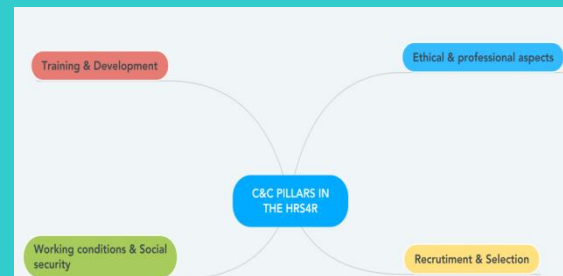 Training & Development
Ethical & professional aspects
C&C PILLARS IN
THE HRS4R
Working conditions & Social
security
Recrutiment & Selection